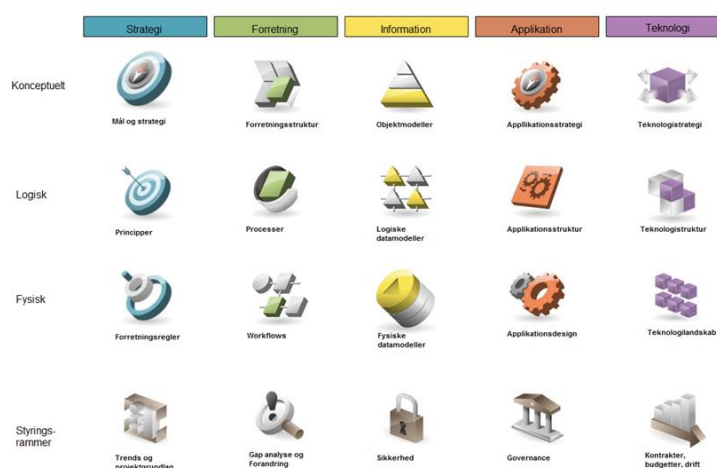 Strategi
Forretning
Information
Applikation
Teknologi
Konceptuelt
Mål og strategi
Forretningsstruktur
Objektmodeller
Appllikationsstrategi
Teknologistrategi
Logisk
Principper
Processer
Logiske
datamodeller
Applikationsstruktur
Teknologistruktur
Fysisk
Forretningsregler
Workflows
Fysiske
datamodeller
Applikationsdesign
Teknologilandskab
Styrings-
rammer
Trends og
projektgrundlag
Gap analyse og
Forandring
Sikkerhed
Governance
Kontrakter,
budgetter, drift